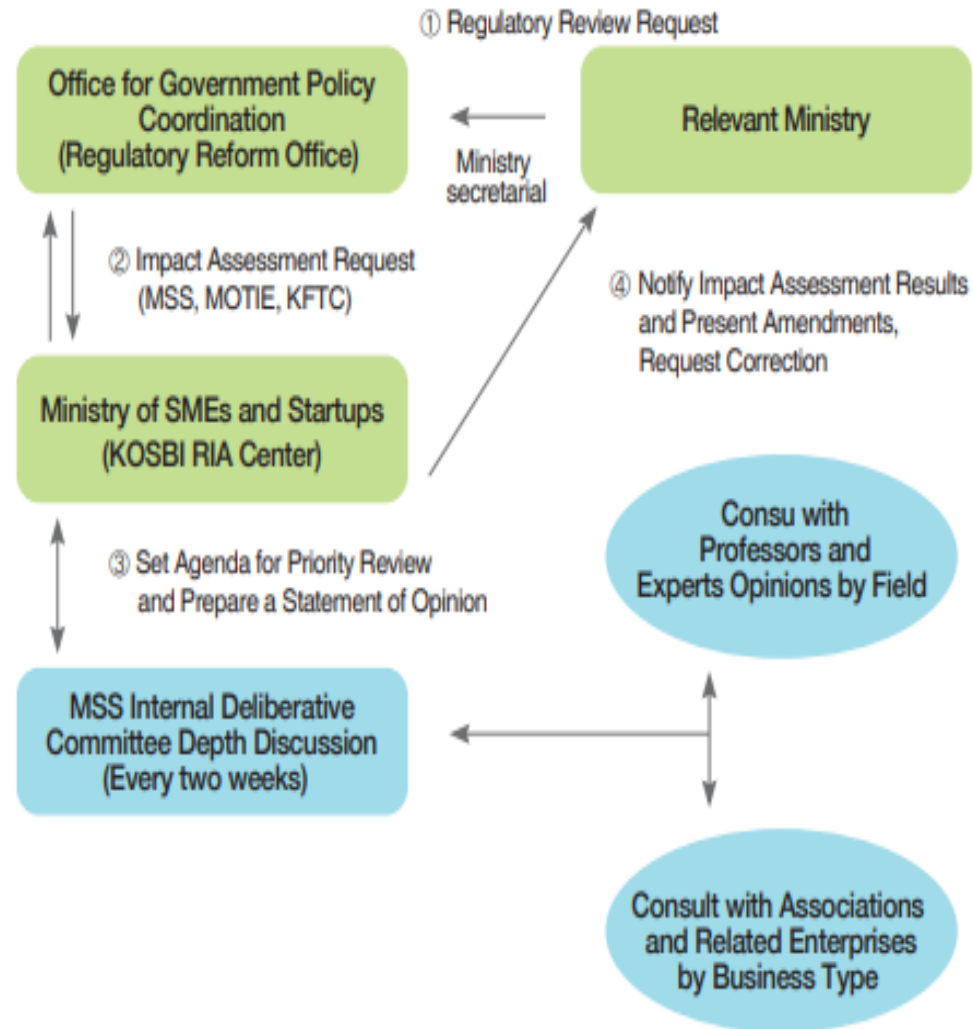 ① Regulatory Review Request
Office for Government Policy
Coordination
(Regulatory Reform Office)
Relevant Ministry
Ministry
secretarial
② Impact Assessment Request
(MSS, MOTIE, KFTC)
④ Notify Impact Assessment Results
and Present Amendments,
Request Correction
Ministry of SMEs and Startups
(KOSBI RIA Center)
Consu with
Professors and
Experts Opinions by Field
③ Set Agenda for Priority Review
and Prepare a Statement of Opinion
MSS Internal Deliberative
Committee Depth Discussion
(Every two weeks)
Consult with Associations
and Related Enterprises
by Business Type